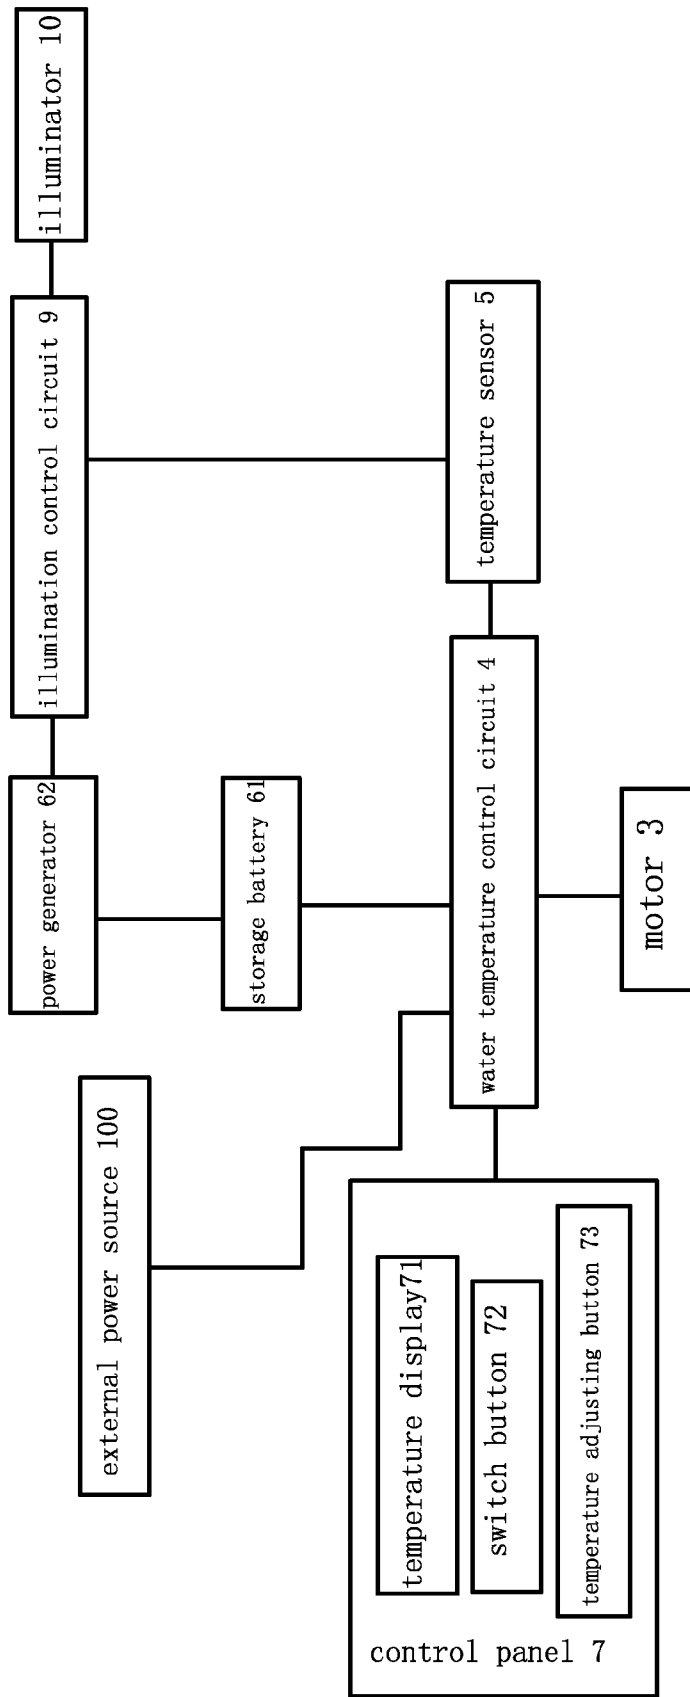 external power source 100
power generator 62
illumination control circuit 9
illuminator 10
storage battery 61
control panel 7
temperature display71
switch button 72
temperature adjusting button 73
water temperature control circuit 4
temperature sensor 5
motor 3